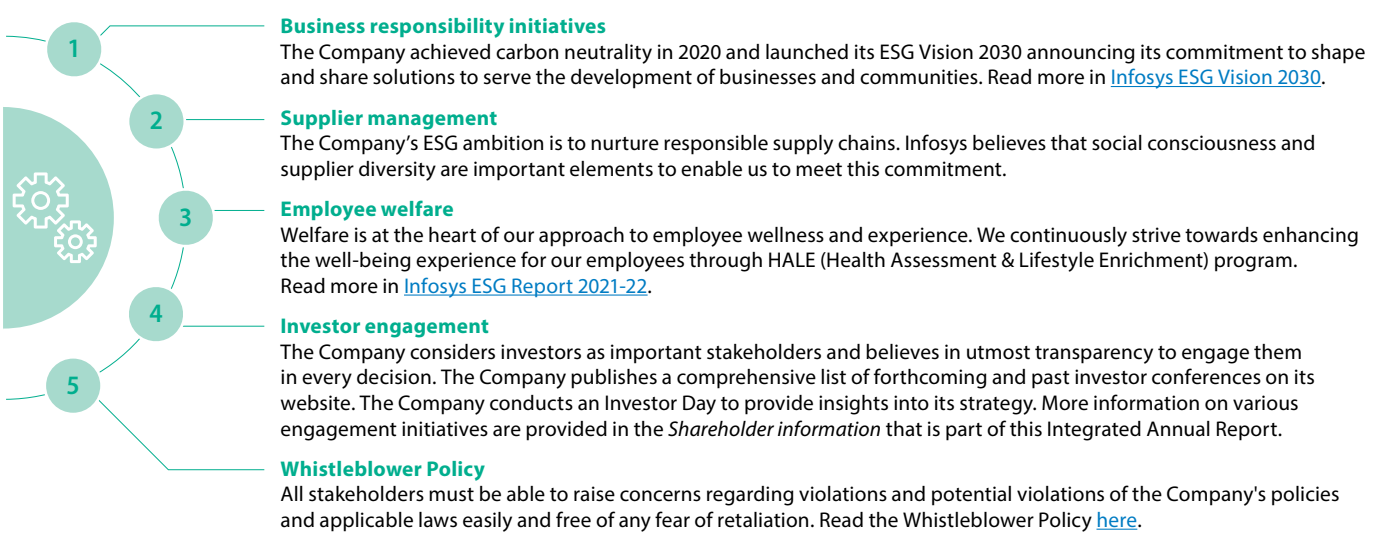 1
Business responsibility initiatives
The Company achieved carbon neutrality in 2020 and launched its ESG Vision 2030 announcing its commitment to shape
and share solutions to serve the development of businesses and communities. Read more in Infosys ESG Vision 2030.
2
Supplier management
The Company’s ESG ambition is to nurture responsible supply chains. Infosys believes that social consciousness and
supplier diversity are important elements to enable us to meet this commitment.
3
Employee welfare
Welfare is at the heart of our approach to employee wellness and experience. We continuously strive towards enhancing
the well-being experience for our employees through HALE (Health Assessment & Lifestyle Enrichment) program.
Read more in Infosys ESG Report 2021-22.
4
Investor engagement
The Company considers investors as important stakeholders and believes in utmost transparency to engage them
in every decision. The Company publishes a comprehensive list of forthcoming and past investor conferences on its
website. The Company conducts an Investor Day to provide insights into its strategy. More information on various
engagement initiatives are provided in the Shareholder information that is part of this Integrated Annual Report.
5
Whistleblower Policy
All stakeholders must be able to raise concerns regarding violations and potential violations of the Company's policies
and applicable laws easily and free of any fear of retaliation. Read the Whistleblower Policy here.